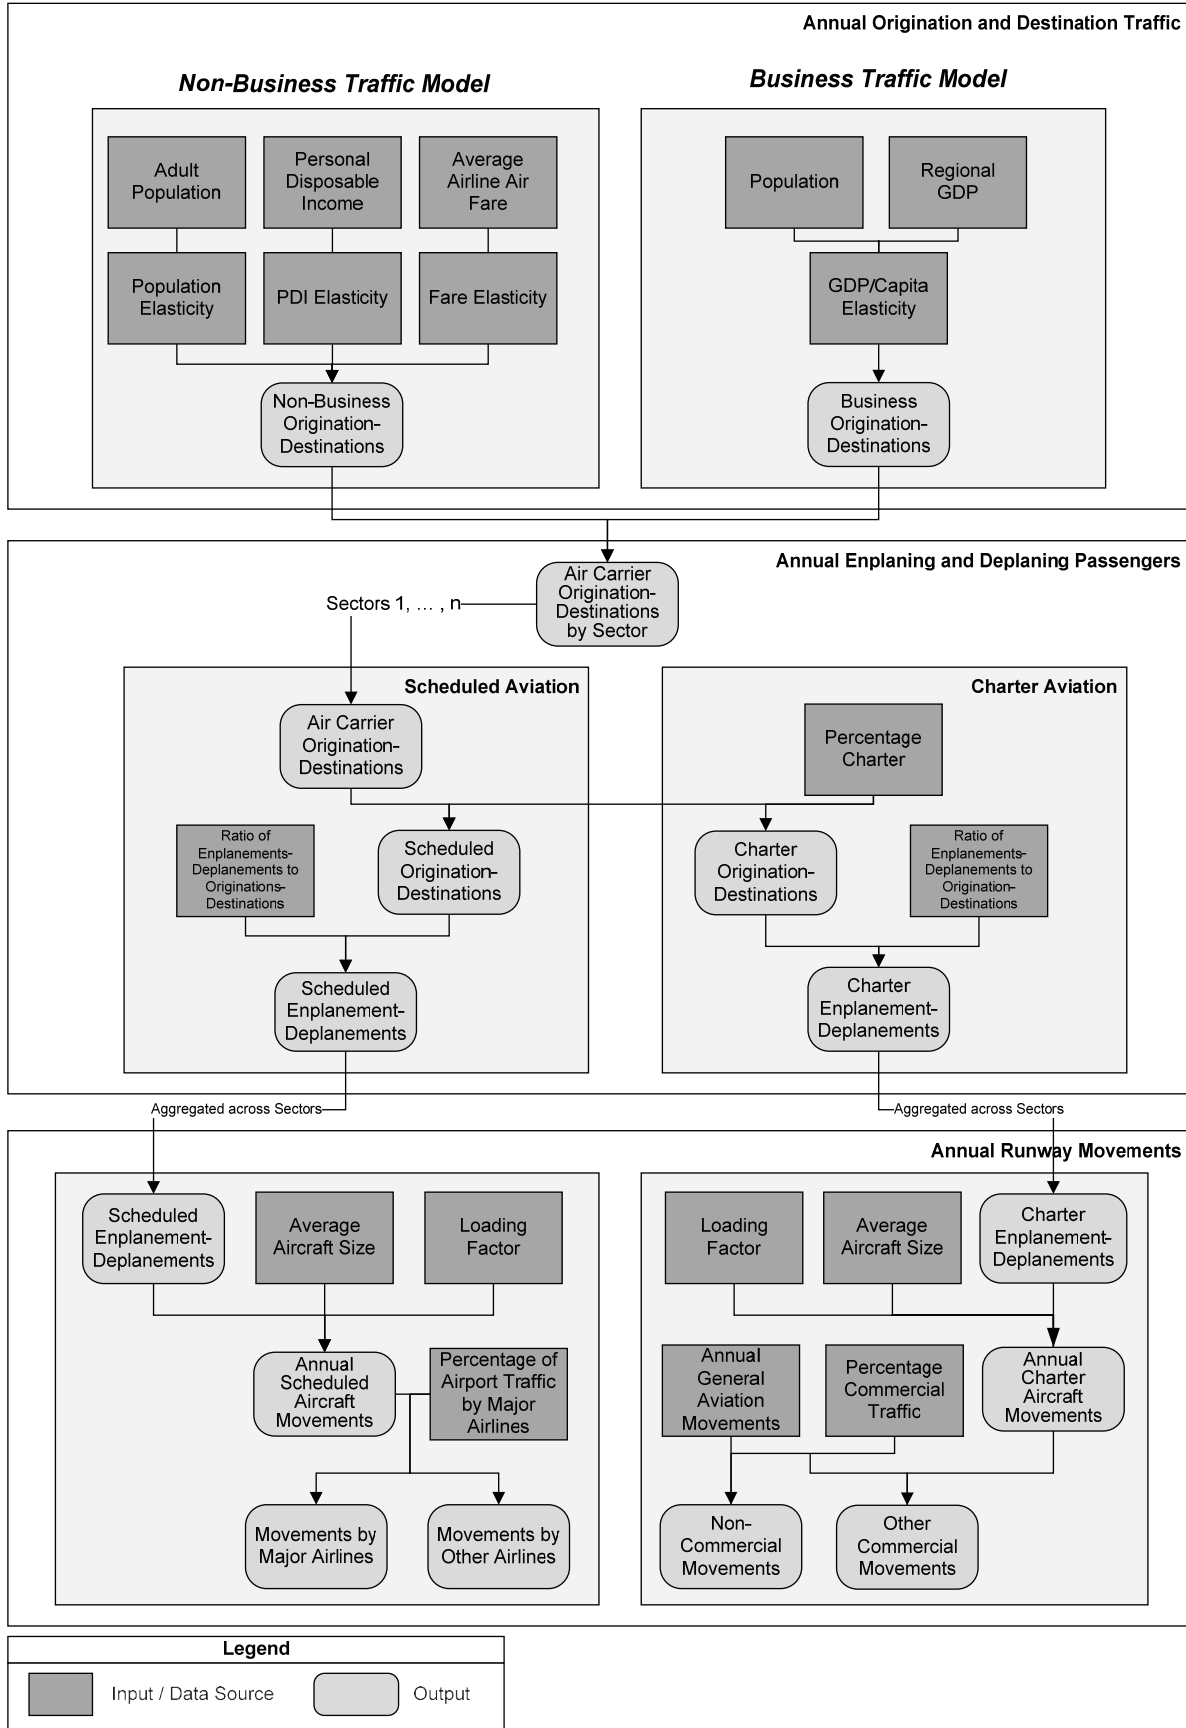 Annual Origination and Destination Traffic
Non-Business Traffic Model
Business Traffic Model
Adult
Population
Personal
Disposable
Income
Average
Airline Air
Fare
Population
Regional
GDP
Population
Elasticity
PDI Elasticity
Fare Elasticity
GDP/Capita
Elasticity
Non-Business
Origination-
Destinations
Business
Origination-
Destinations
Annual Enplaning and Deplaning Passengers
Air Carrier
Origination-
Destinations
by Sector
Sectors 1, … , n
Scheduled Aviation
Charter Aviation
Air Carrier
Origination-
Destinations
Percentage
Charter
Ratio of
Enplanements-
Deplanements to
Originations-
Destinations
Scheduled
Origination-
Destinations
Charter
Origination-
Destinations
Ratio of
Enplanements-
Deplanements to
Origination-
Destinations
Scheduled
Enplanement-
Deplanements
Charter
Enplanement-
Deplanements
Aggregated across Sectors
Aggregated across Sectors
Annual Runway Movements
Scheduled
Enplanement-
Deplanements
Average
Aircraft Size
Loading
Factor
Loading
Factor
Average
Aircraft Size
Charter
Enplanement-
Deplanements
Annual
Scheduled
Aircraft
Movements
Percentage of
Airport Traffic
by Major
Airlines
Annual
General
Aviation
Movements
Percentage
Commercial
Traffic
Annual
Charter
Aircraft
Movements
Movements by
Major Airlines
Movements by
Other Airlines
Non-
Commercial
Movements
Other
Commercial
Movements
Legend
Input / Data Source
Output